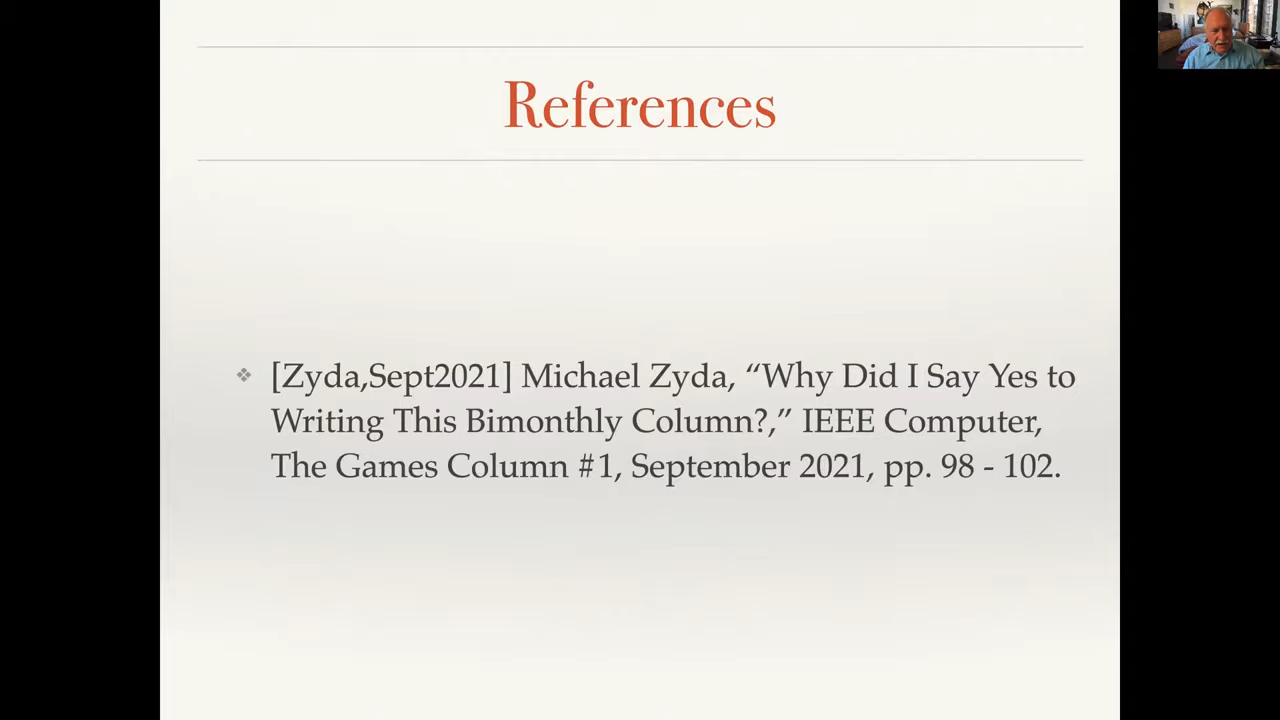 References
❖ [Zyda,Sept2021] Michael Zyda, “Why Did I Say Yes to
Writing This Bimonthly Column?,” IEEE Computer,
The Games Column #1, September 2021, pp. 98 - 102.